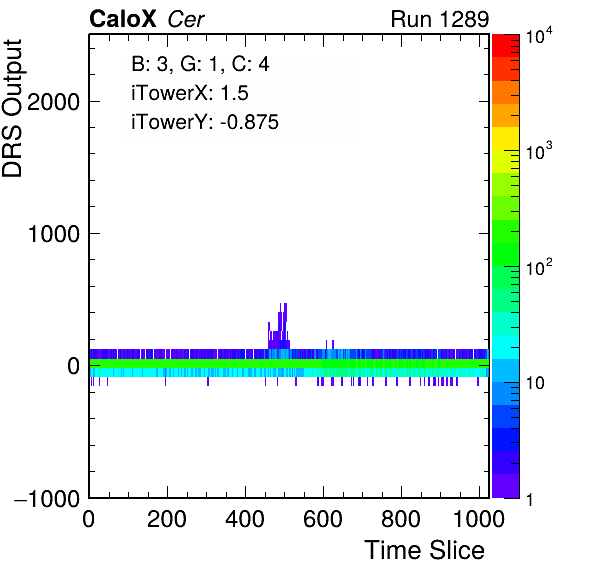 CaloX Cer Run 1289
B: 3, G: 1, C: 4
iTowerX: 1.5
iTowerY: -0.875
DRS Output
2000
1000
0
−1000
0 200 400 600 800 1000
Time Slice
10^4
10^3
10^2
10
1